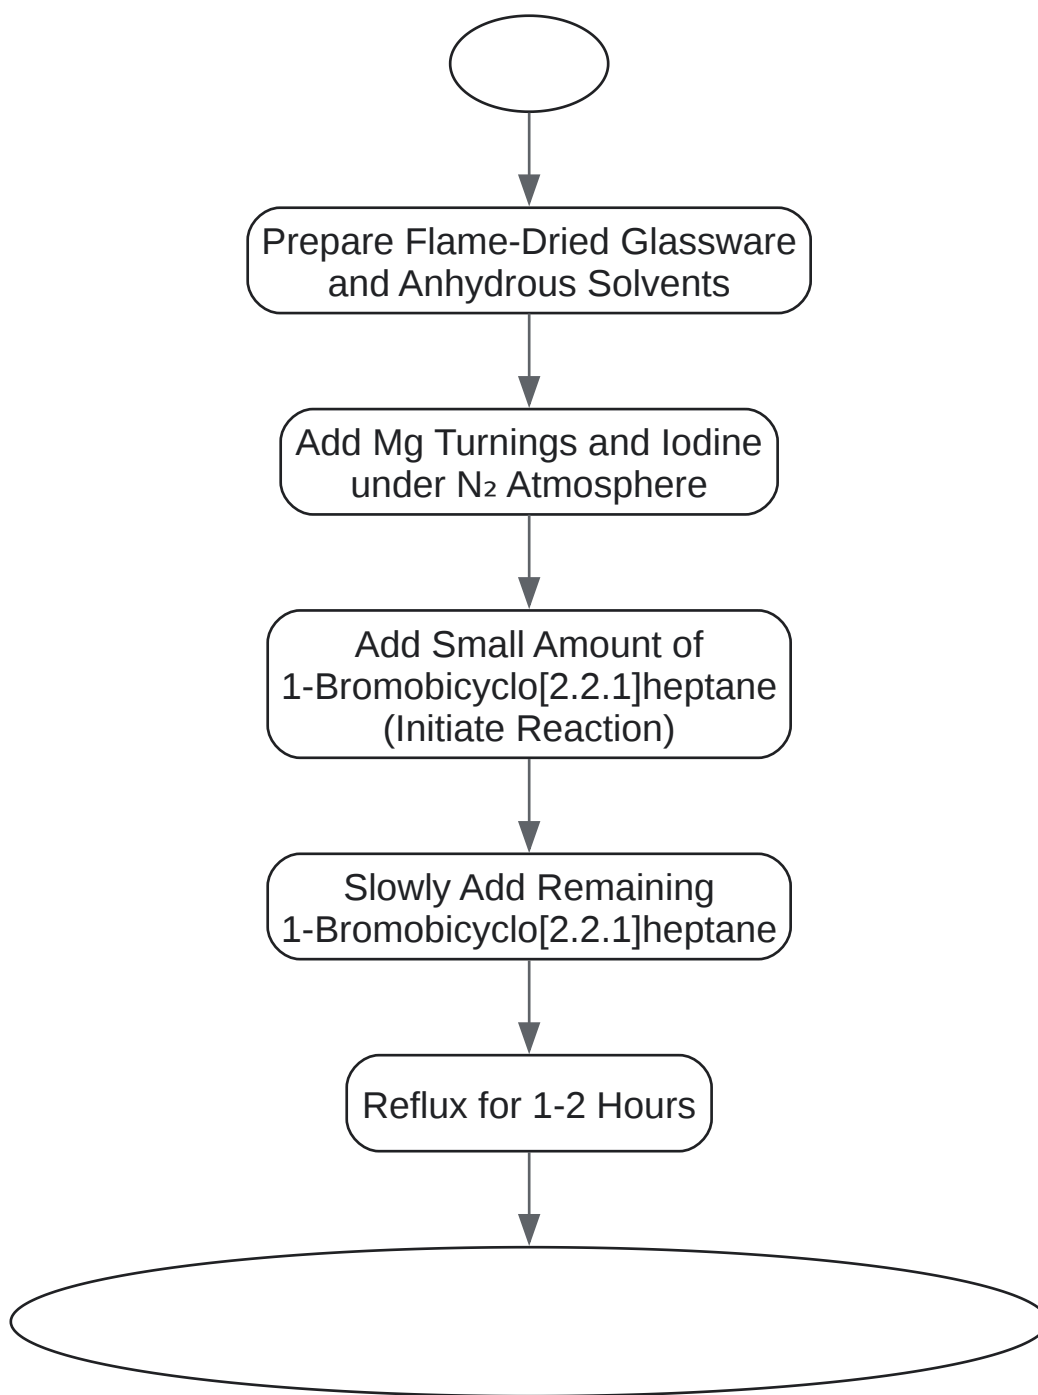 Prepare Flame-Dried Glassware
and Anhydrous Solvents
Add Mg Turnings and Iodine
under N₂ Atmosphere
Add Small Amount of
1-Bromobicyclo[2.2.1]heptane
(Initiate Reaction)
Slowly Add Remaining
1-Bromobicyclo[2.2.1]heptane
Reflux for 1-2 Hours